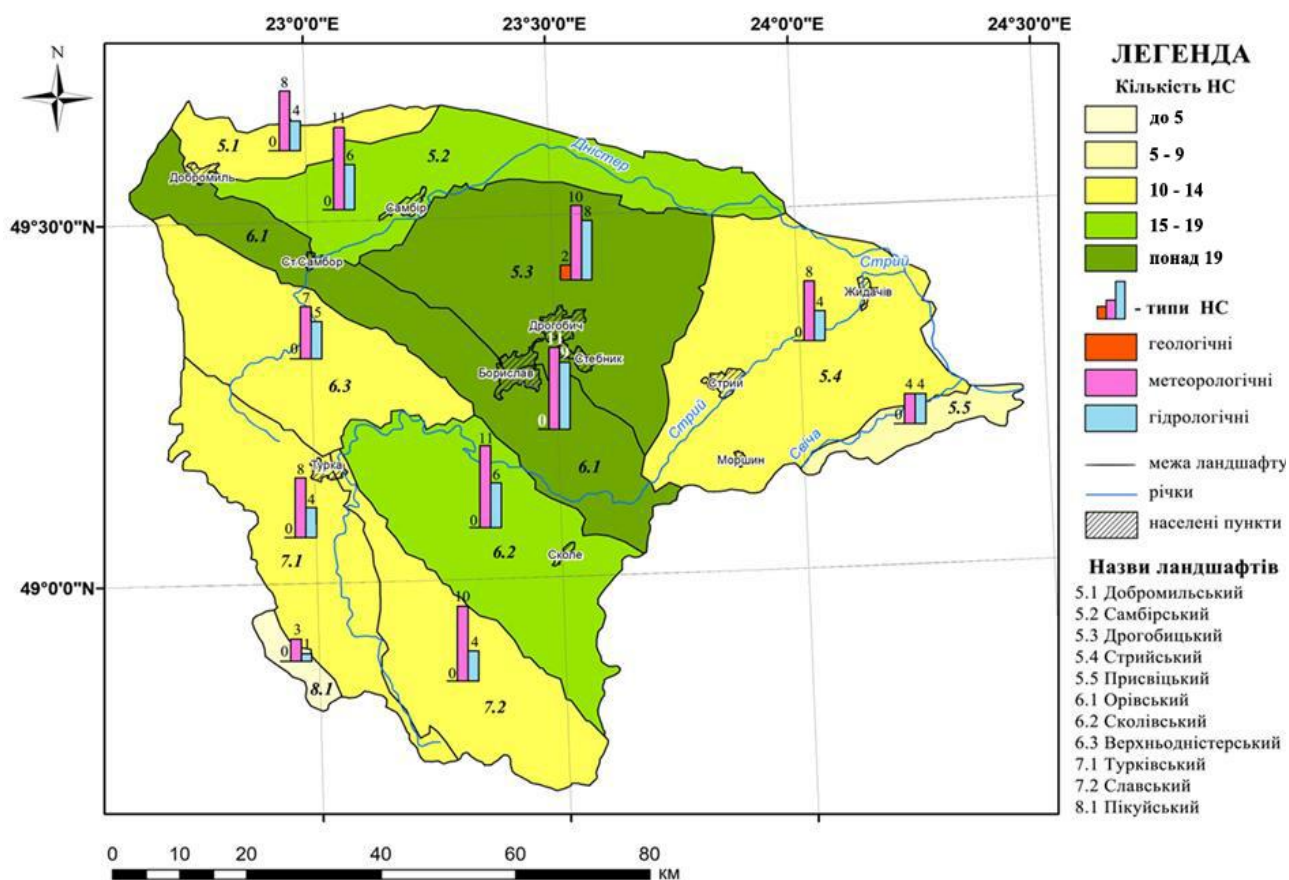 23°0'0"E 23°30'0"E 24°0'0"E 24°30'0"E
N
49°30'0"N
49°0'0"N
8
4
0
5.1
Добромиль
11
6
0
5.2
Дністер
Самбір
6.1
Ст.Самбор
10
8
2
5.3
7
5
0
6.3
Дрогобич
11
9
0
Стебник
Борислав
8
4
0
Стрий
Жидачів
5.4
Стрий
Стрий
4 4
0
5.5
Свіча
Моршин
6.1
Турка
8
4
0
7.1
11
6
0
6.2
Сколе
10
4
0
7.2
3
1
0
8.1
0 10 20 40 60 80
КМ
ЛЕГЕНДА
Кількість НС
до 5
5 - 9
10 - 14
15 - 19
понад 19
- типи НС
геологічні
метеорологічні
гідрологічні
межа ландшафту
річки
населені пункти
Назви ландшафтів
5.1 Добромильський
5.2 Самбірський
5.3 Дрогобицький
5.4 Стрийський
5.5 Присвіцький
6.1 Орівський
6.2 Сколівський
6.3 Верхньодністерський
7.1 Турківський
7.2 Славський
8.1 Пікуйський